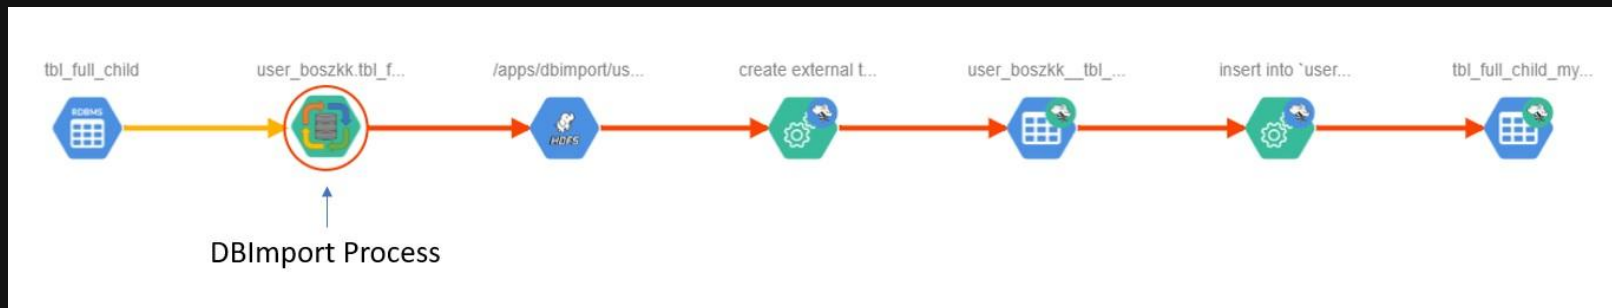 tbl_full_child
user_boszkk.tbl_f...
/apps/dbimport/us...
create external t...
user_boszkk__tbl_...
insert into `user...
tbl_full_child_my...
RDBMS
HDFS
DBImport Process